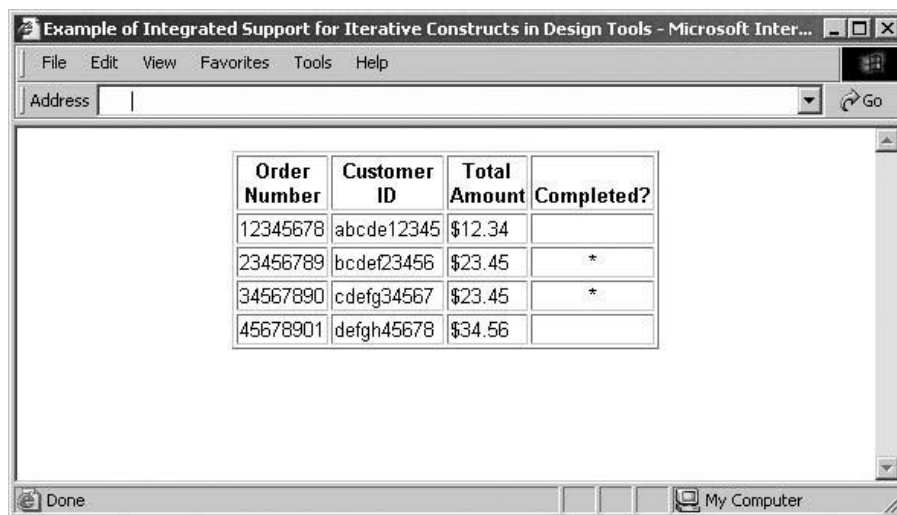 Example of Integrated Support for Iterative Constructs in Design Tools - Microsoft Inter...
File Edit View Favorites Tools Help
Address Go
Order Number Customer ID Total Amount Completed?
12345678 abcde12345 $12.34
23456789 bcdef23456 $23.45 *
34567890 cdefg34567 $23.45 *
45678901 defgh45678 $34.56
Done My Computer